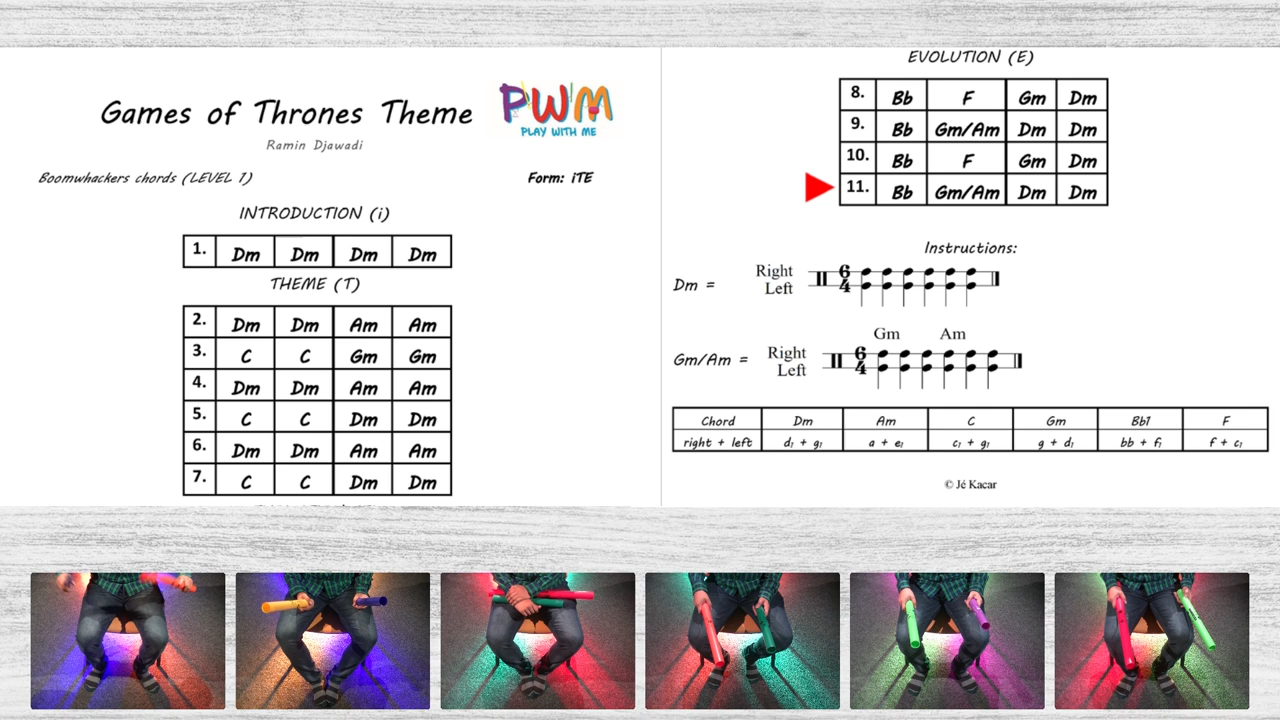 Games of Thrones Theme
PWM
PLAY WITH ME
Ramin Djawadi
Boomwhackers chords (LEVEL 1)
Form: iTE
INTRODUCTION (i)
1. Dm Dm Dm Dm
THEME (T)
2. Dm Dm Am Am
3. C C Gm Gm
4. Dm Dm Am Am
5. C C Dm Dm
6. Dm Dm Am Am
7. C C Dm Dm
EVOLUTION (E)
8. Bb F Gm Dm
9. Bb Gm/Am Dm Dm
10. Bb F Gm Dm
11. Bb Gm/Am Dm Dm
Instructions:
Dm = Right 6
Left 4
Gm Am
Gm/Am = Right 6
Left 4
Chord Dm Am C Gm Bb1 F
right + left d₁ + g₁ a + e₁ c₁ + g₁ g + d₁ bb + f₁ f + c₁
© Jé Kacar